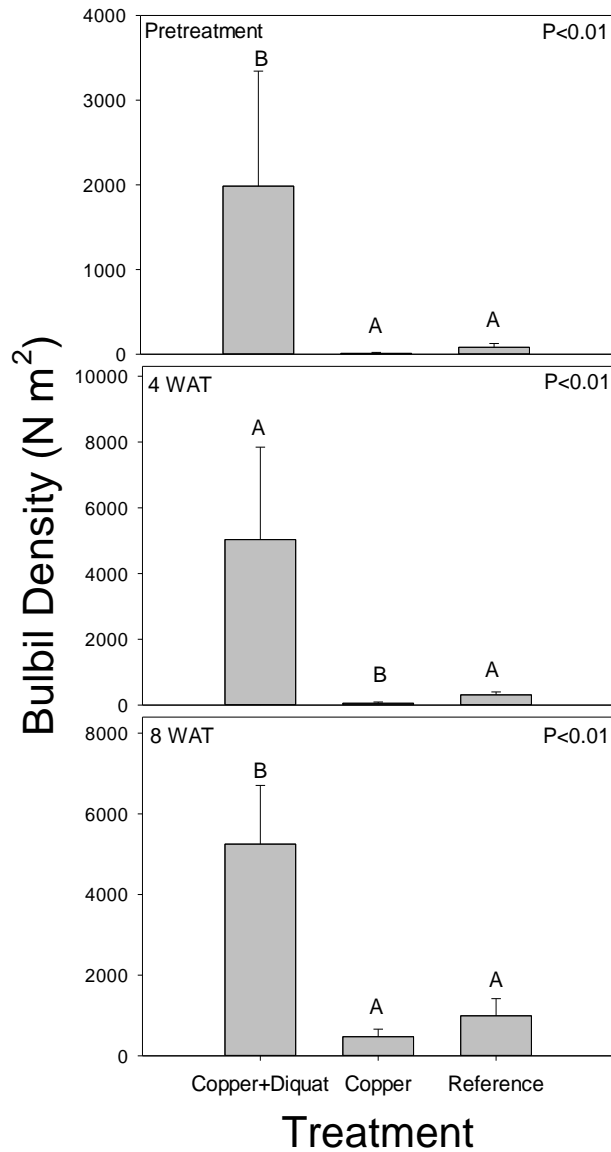 Bulbil Density (N m²)
Pretreatment
P<0.01
4000
3000
2000
1000
0
B
A
A
4 WAT
P<0.01
10000
8000
6000
4000
2000
0
A
B
A
8 WAT
P<0.01
8000
6000
4000
2000
0
B
A
A
Copper+Diquat Copper Reference
Treatment